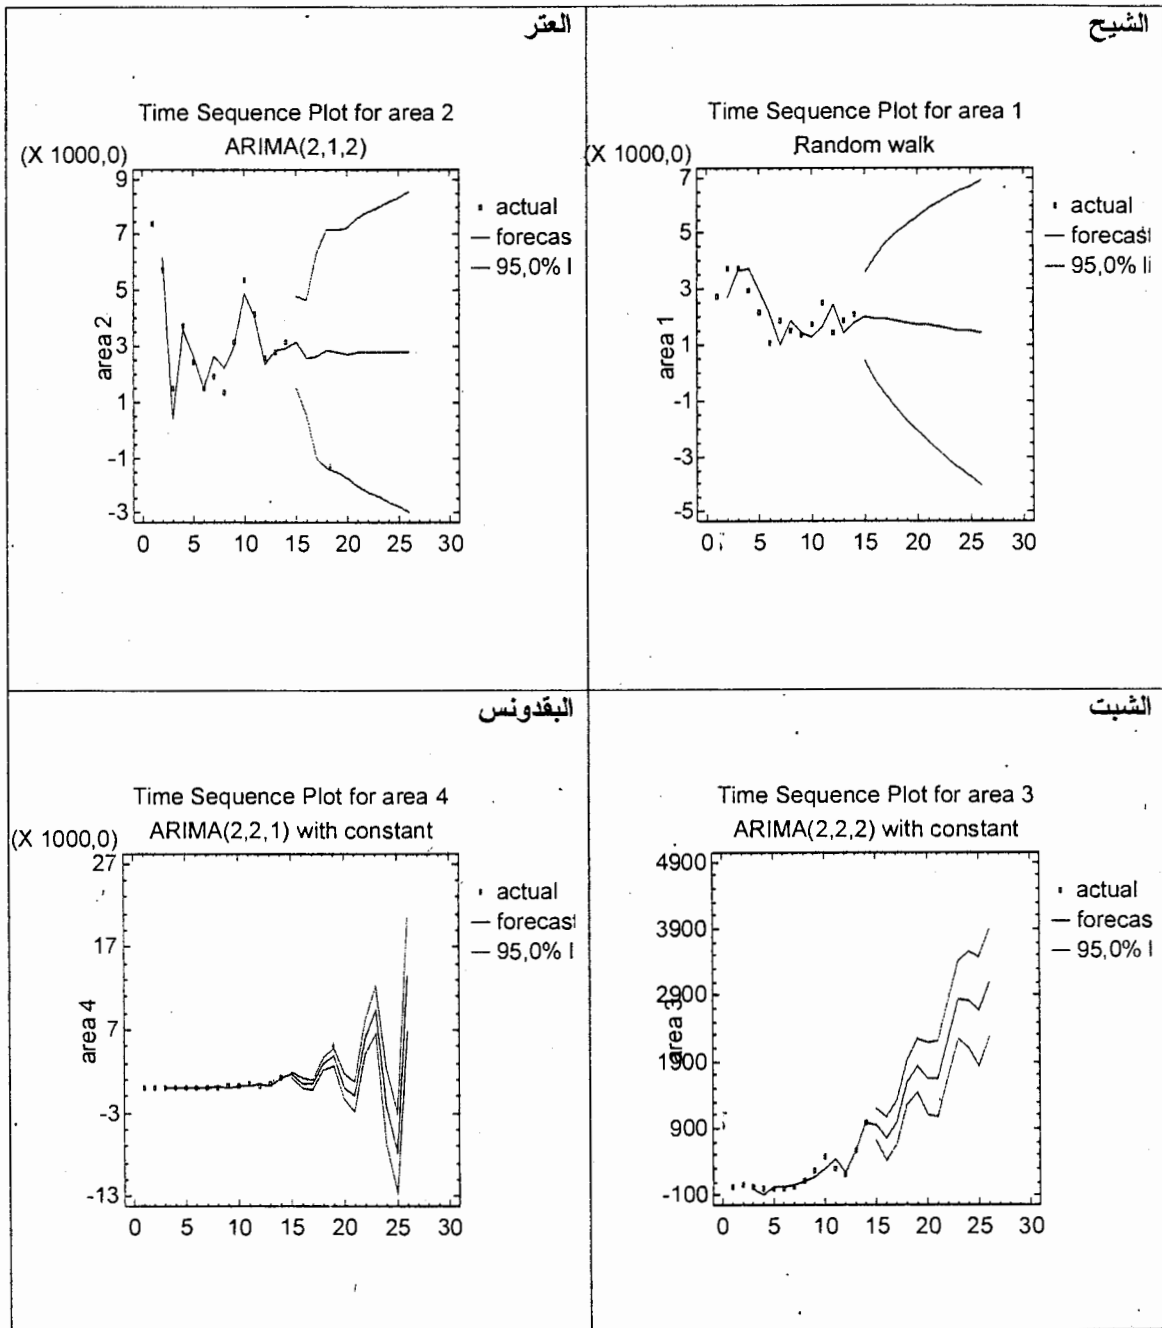 العتر
Time Sequence Plot for area 2
ARIMA(2,1,2)
(X 1000,0)
9
7
5
3
1
-1
-3
area 2
0 5 10 15 20 25 30
actual
forecas
95,0% l
الشيح
Time Sequence Plot for area 1
Random walk
(X 1000,0)
7
5
3
1
-1
-3
-5
area 1
0 5 10 15 20 25 30
actual
forecast
95,0% li
البقدونس
Time Sequence Plot for area 4
ARIMA(2,2,1) with constant
(X 1000,0)
27
17
7
-3
-13
area 4
0 5 10 15 20 25 30
actual
forecast
95,0% l
الشبت
Time Sequence Plot for area 3
ARIMA(2,2,2) with constant
4900
3900
2900
1900
900
-100
area 3
0 5 10 15 20 25 30
actual
forecas
95,0% l